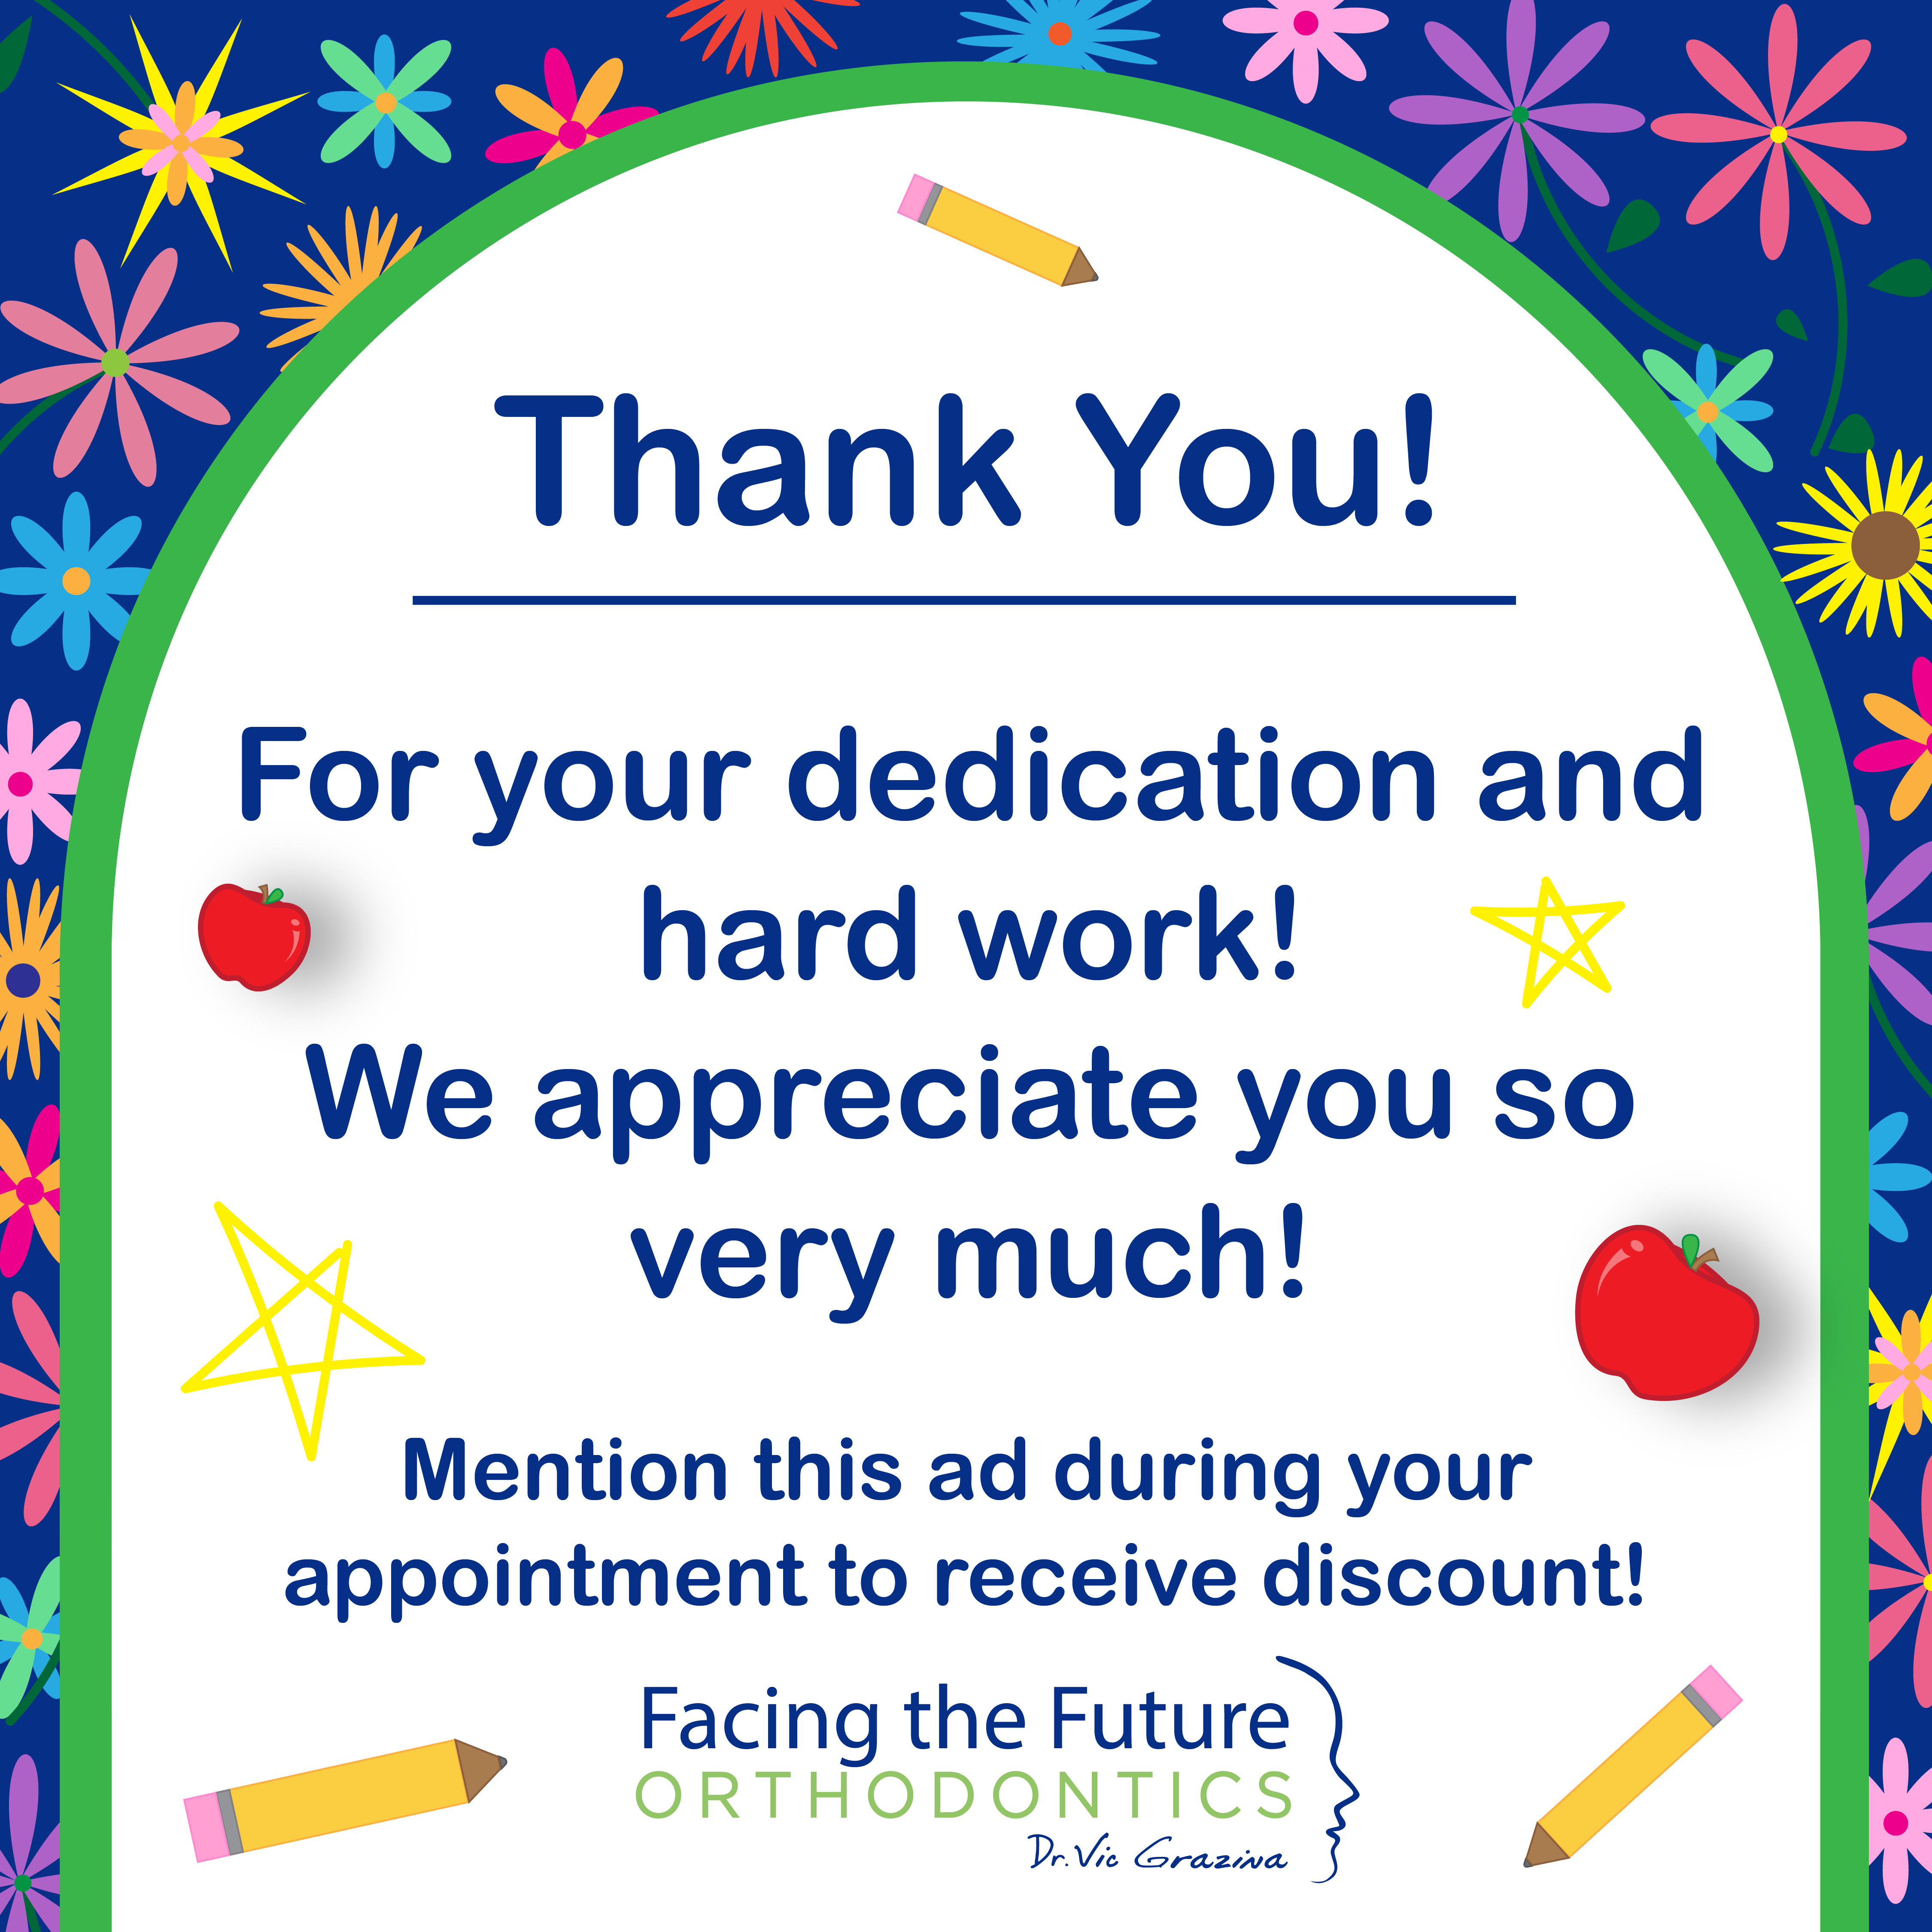 Thank You!
For your dedication and
hard work!
We appreciate you so
very much!
Mention this ad during your
appointment to receive discount!
Facing the Future
ORTHODONTICS
Dr. Vic Grazina